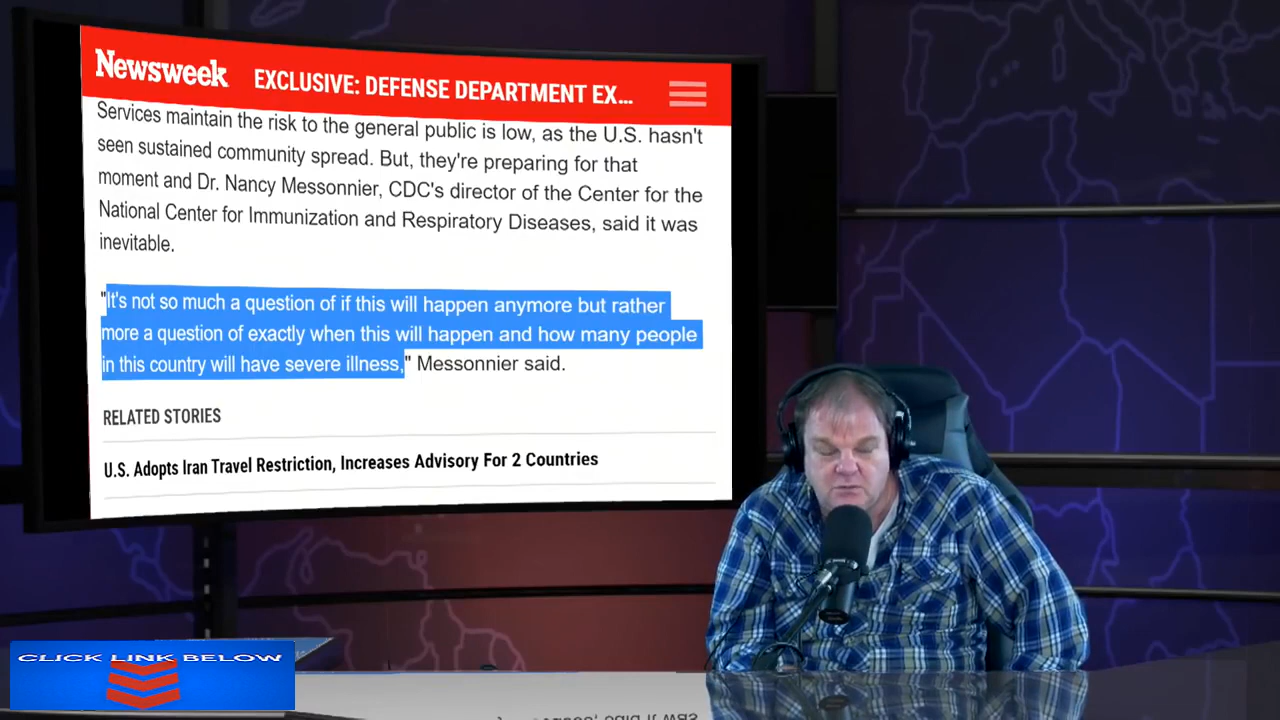 Newsweek
EXCLUSIVE: DEFENSE DEPARTMENT EX...
Services maintain the risk to the general public is low, as the U.S. hasn't
seen sustained community spread. But, they're preparing for that
moment and Dr. Nancy Messonnier, CDC's director of the Center for the
National Center for Immunization and Respiratory Diseases, said it was
inevitable.
"It's not so much a question of if this will happen anymore but rather
more a question of exactly when this will happen and how many people
in this country will have severe illness," Messonnier said.
RELATED STORIES
U.S. Adopts Iran Travel Restriction, Increases Advisory For 2 Countries
CLICK LINK BELOW